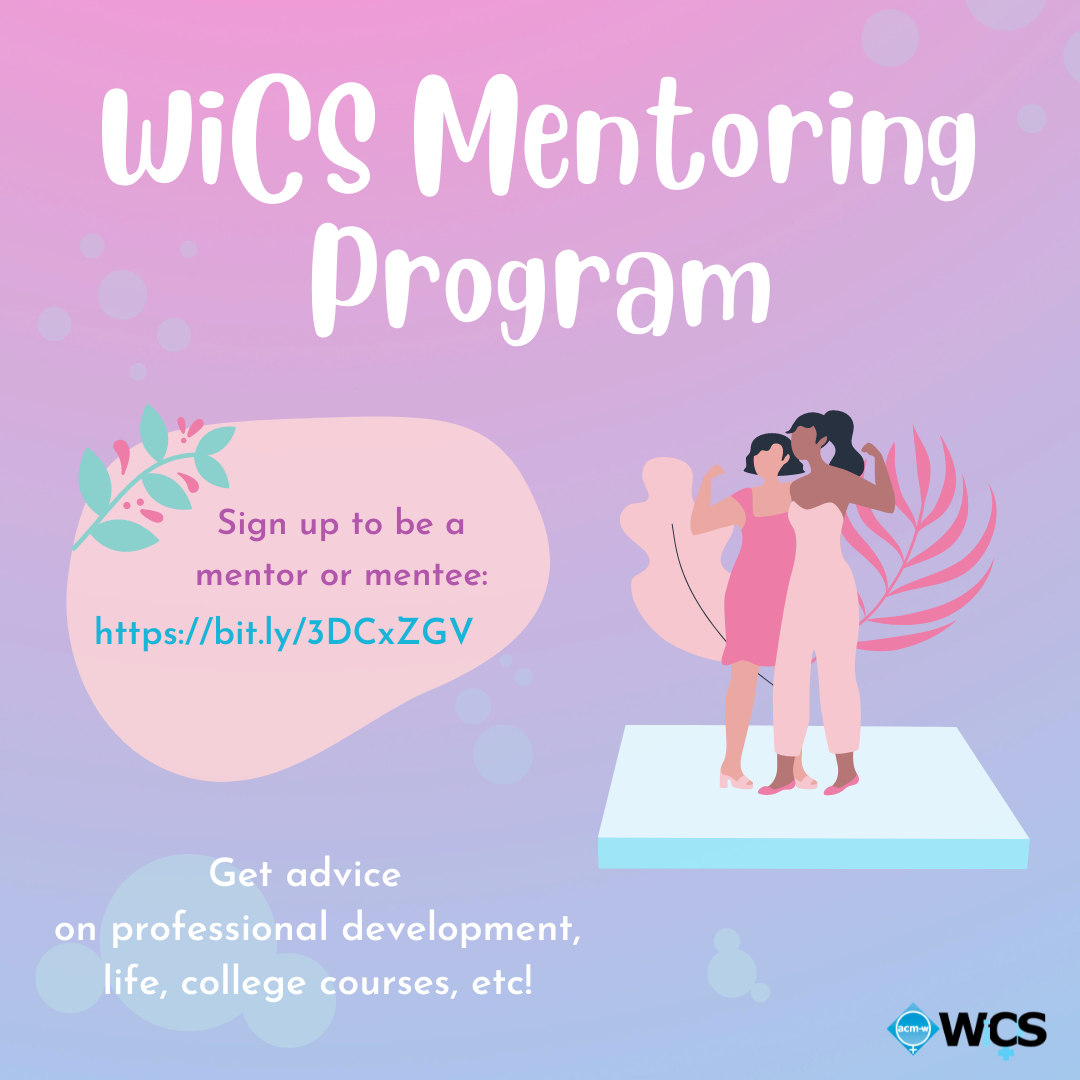 WiCS Mentoring
Program
Sign up to be a
mentor or mentee:
https://bit.ly/3DCxZGV
Get advice
on professional development,
life, college courses, etc!
acm-w
WiCS